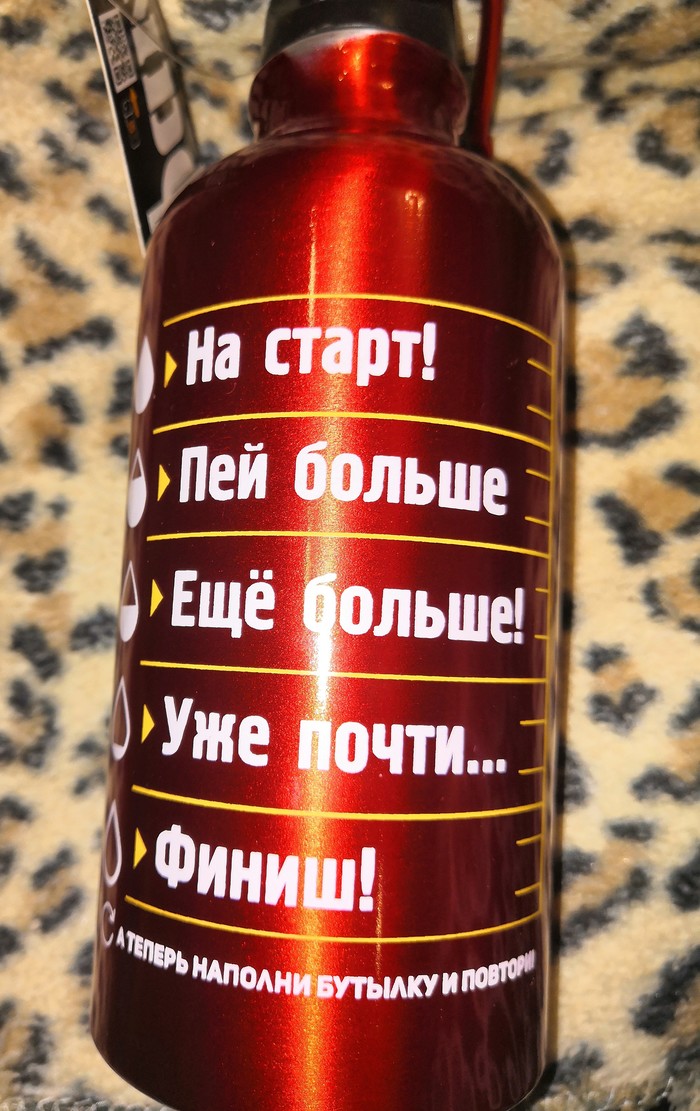 На старт!
Пей больше
Ещё больше!
Уже почти...
Финиш!
А ТЕПЕРЬ НАПОЛНИ БУТЫЛКУ И ПОВТОРИ